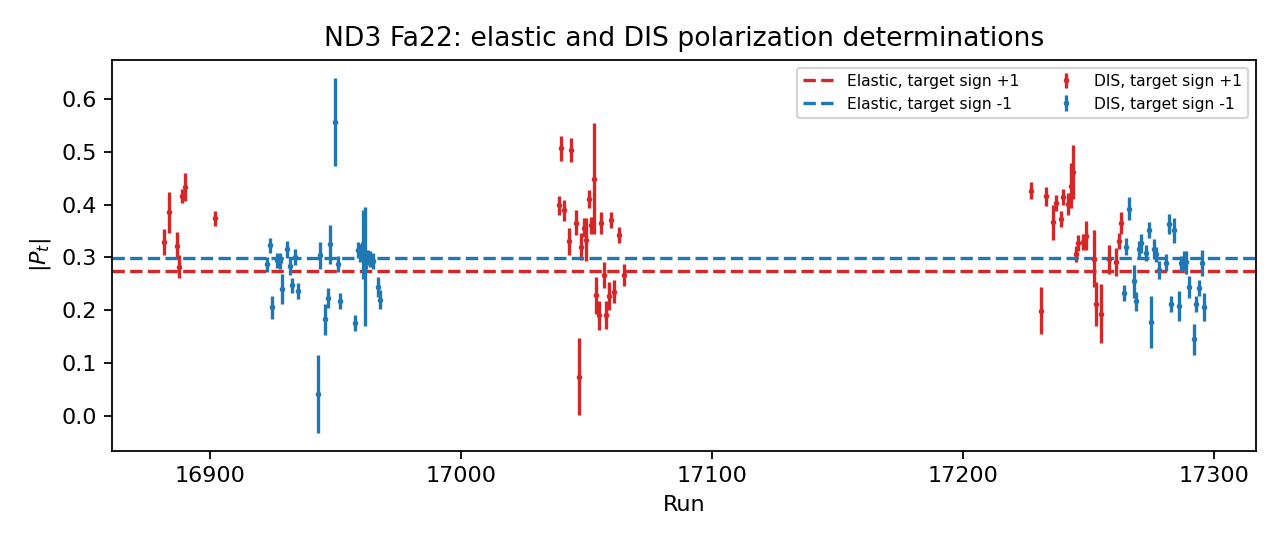 ND3 Fa22: elastic and DIS polarization determinations
Elastic, target sign +1
Elastic, target sign -1
DIS, target sign +1
DIS, target sign -1
|Pt|
0.6
0.5
0.4
0.3
0.2
0.1
0.0
16900
17000
17100
17200
17300
Run